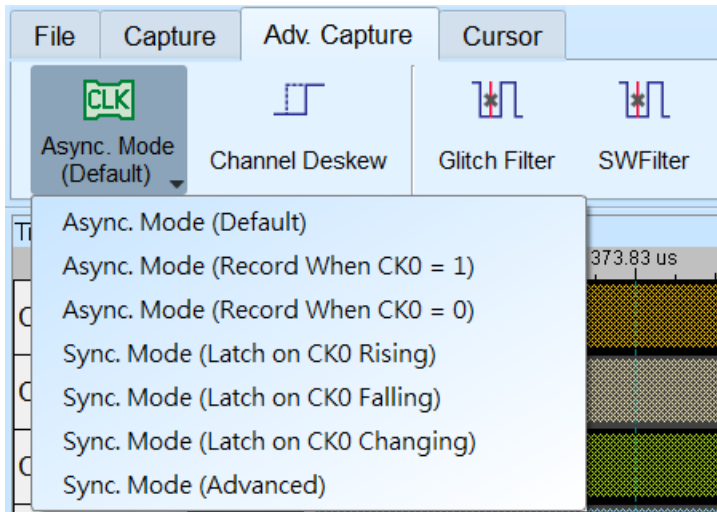 File Capture Adv. Capture Cursor
CLK
Async. Mode
(Default)
Channel Deskew
Glitch Filter
SWFilter
Async. Mode (Default)
Async. Mode (Record When CK0 = 1)
Async. Mode (Record When CK0 = 0)
Sync. Mode (Latch on CK0 Rising)
Sync. Mode (Latch on CK0 Falling)
Sync. Mode (Latch on CK0 Changing)
Sync. Mode (Advanced)
373.83 us